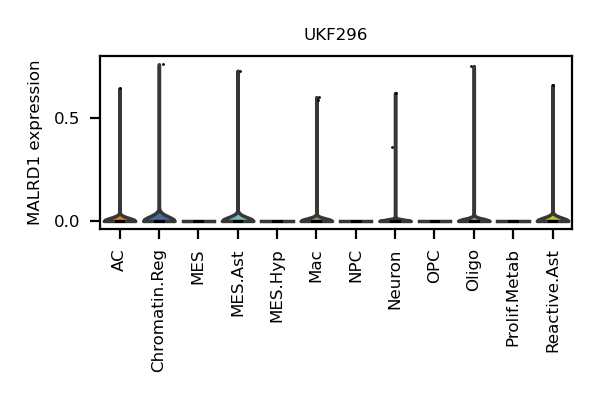 UKF296
MALRD1 expression
0.5
0.0
AC
Chromatin.Reg
MES
MES.Ast
MES.Hyp
Mac
NPC
Neuron
OPC
Oligo
Prolif.Metab
Reactive.Ast